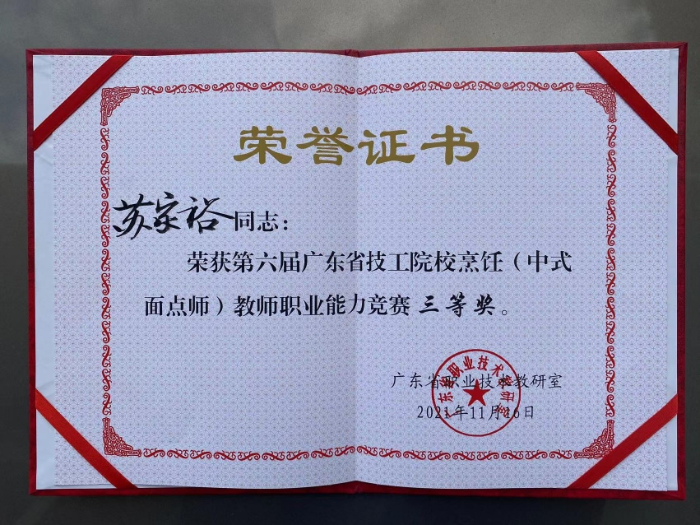 荣誉证书
苏家裕同志：
荣获第六届广东省技工院校烹饪（中式
面点师）教师职业能力竞赛三等奖。
广东省职业技术教研室
2021年11月16日